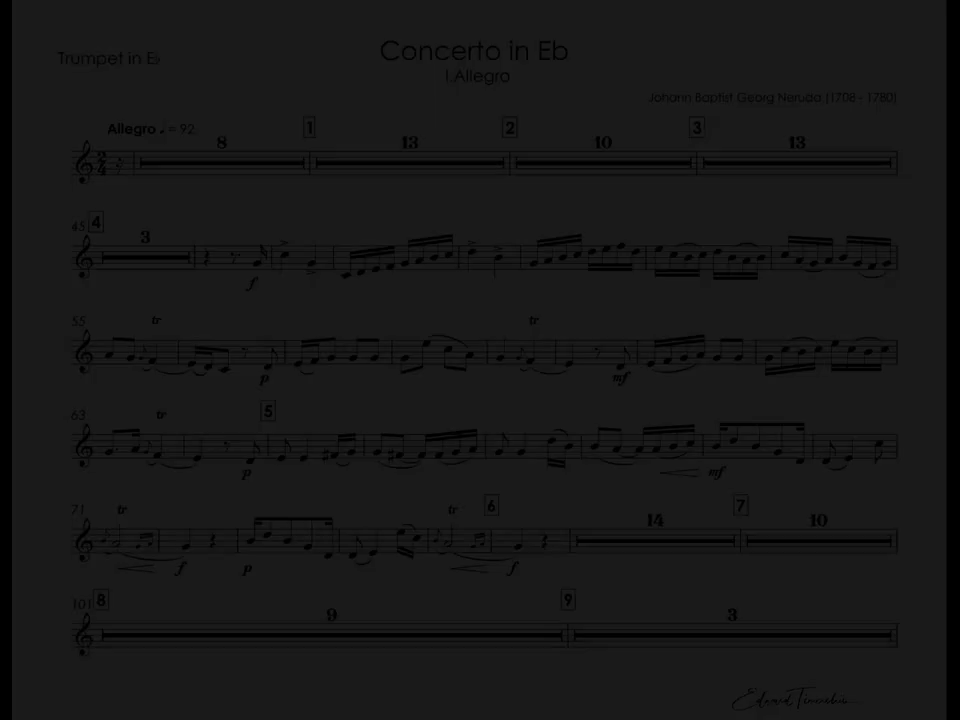 Concerto in Eb
Trumpet in E♭
I.Allegro
Johann Baptist Georg Neruda (1708 - 1780)
Allegro ♩ = 92
1 2 3
8 13 10 13
2/4
4
45 3
f
55 tr tr
p mf
5
63 tr
p p mf
6 7
71 tr tr 14 10
f p f
8 9
101 9 3